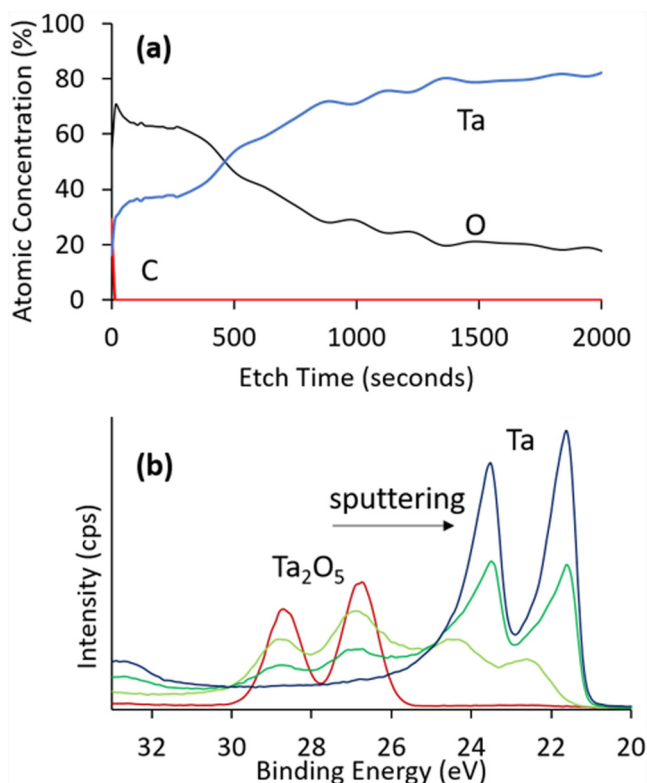 (a)
Atomic Concentration (%)
100
80
60
40
20
0
Ta
O
C
0 500 1000 1500 2000
Etch Time (seconds)
(b)
Ta
sputtering
Ta₂O₅
Intensity (cps)
32 30 28 26 24 22 20
Binding Energy (eV)